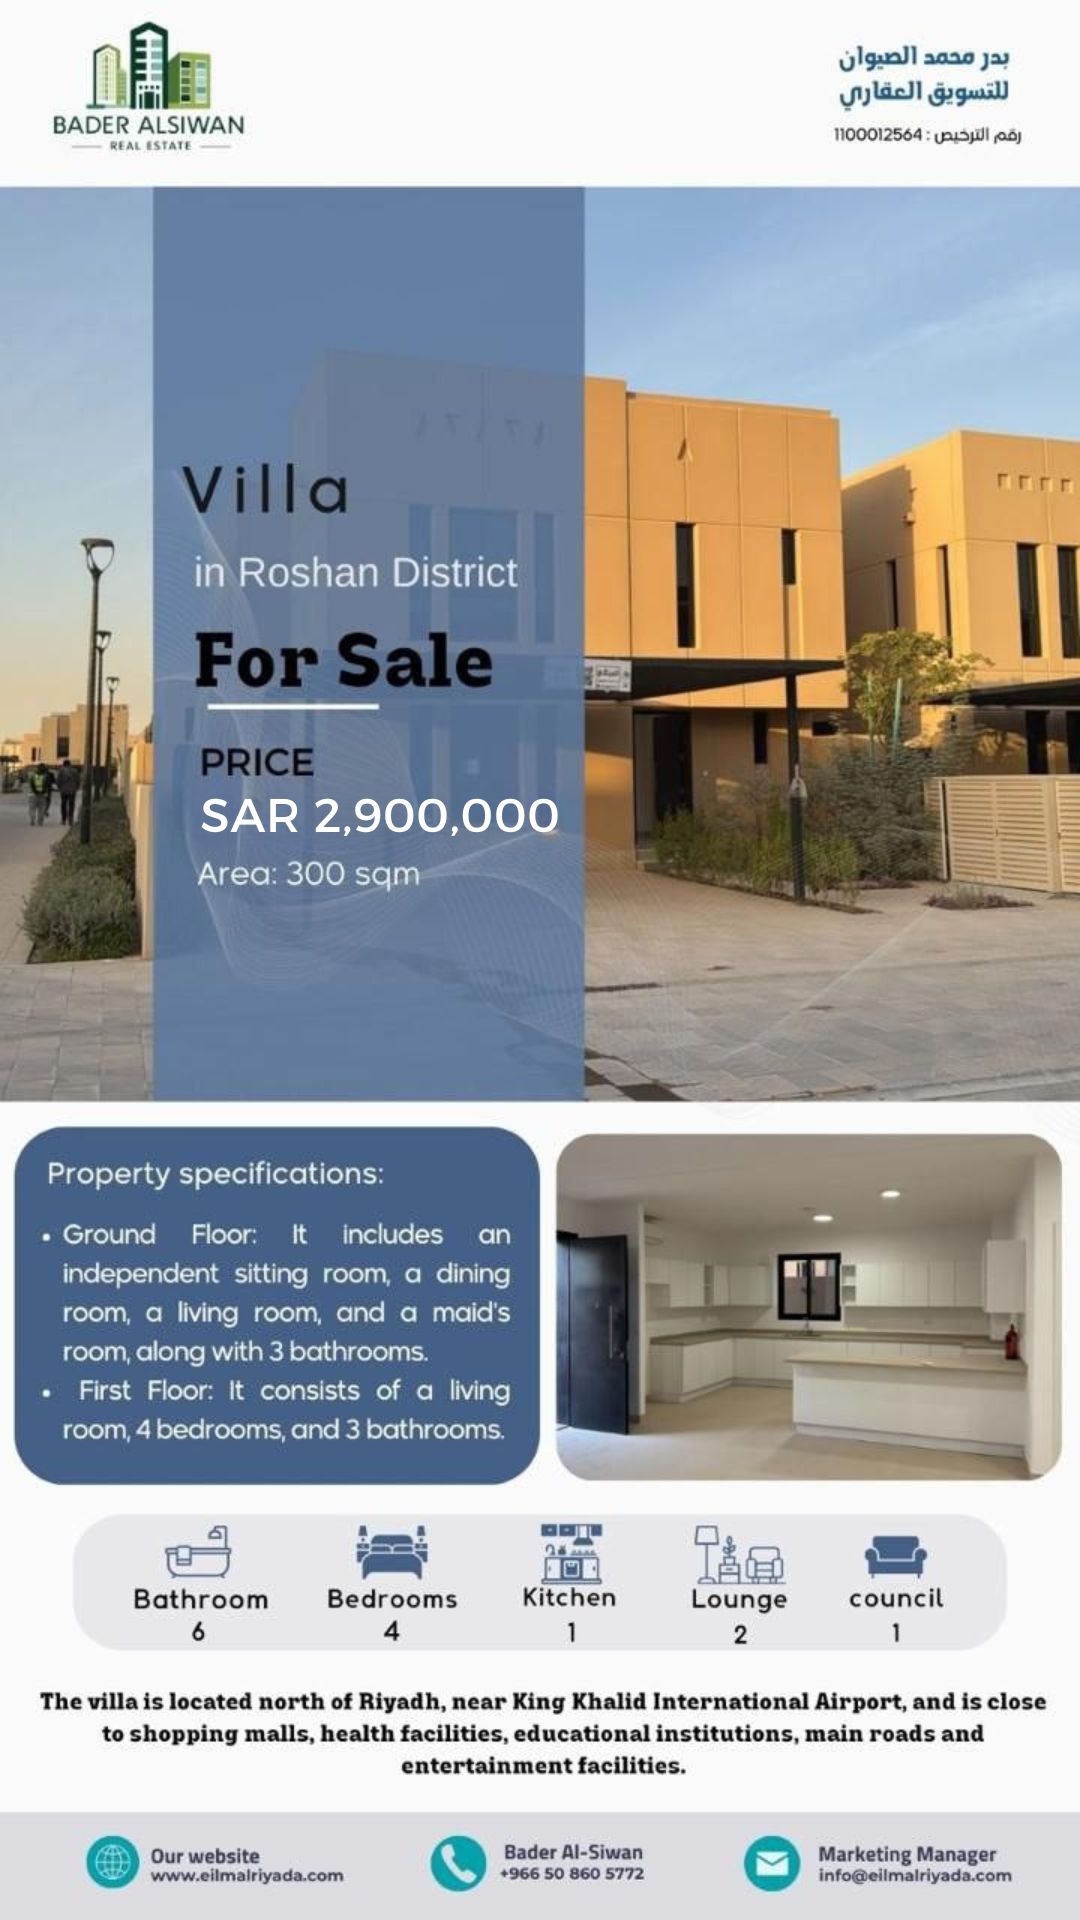 BADER ALSIWAN
REAL ESTATE
بدر محمد الصيوان
للتسويق العقاري
رقم الترخيص : 1100012564
Villa
in Roshan District
For Sale
PRICE
SAR 2,900,000
Area: 300 sqm
Property specifications:
• Ground Floor: It includes an
independent sitting room, a dining
room, a living room, and a maid's
room, along with 3 bathrooms.
• First Floor: It consists of a living
room, 4 bedrooms, and 3 bathrooms.
Bathroom
6
Bedrooms
4
Kitchen
1
Lounge
2
council
1
The villa is located north of Riyadh, near King Khalid International Airport, and is close
to shopping malls, health facilities, educational institutions, main roads and
entertainment facilities.
Our website
www.eilmalriyada.com
Bader Al-Siwan
+966 50 860 5772
Marketing Manager
info@eilmalriyada.com